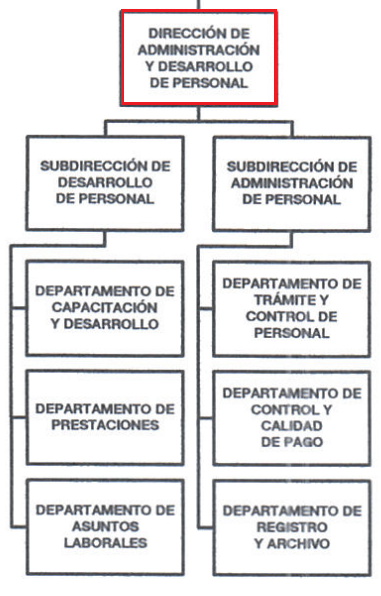 DIRECCIÓN DE
ADMINISTRACIÓN
Y DESARROLLO
DE PERSONAL
SUBDIRECCIÓN DE
DESARROLLO
DE PERSONAL
SUBDIRECCIÓN DE
ADMINISTRACIÓN
DE PERSONAL
DEPARTAMENTO DE
CAPACITACIÓN
Y DESARROLLO
DEPARTAMENTO DE
TRÁMITE Y
CONTROL DE
PERSONAL
DEPARTAMENTO DE
PRESTACIONES
DEPARTAMENTO DE
CONTROL Y
CALIDAD
DE PAGO
DEPARTAMENTO DE
ASUNTOS
LABORALES
DEPARTAMENTO DE
REGISTRO
Y ARCHIVO